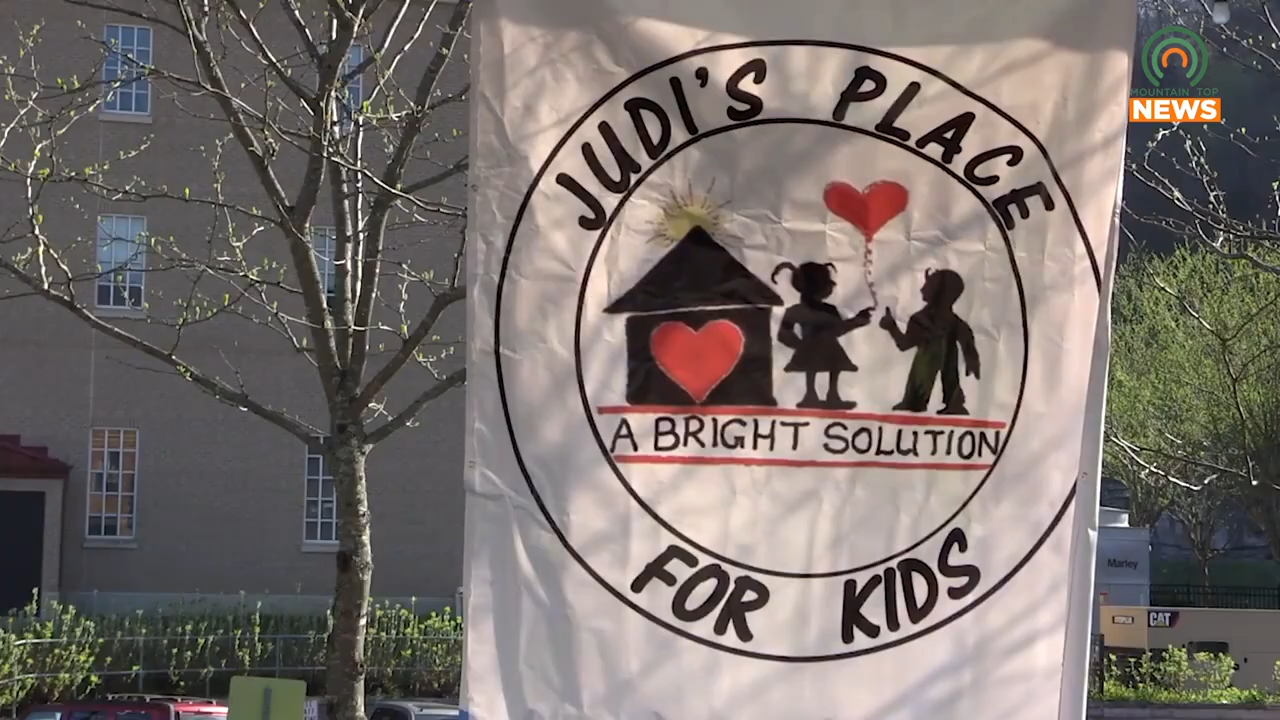 JUDI'S PLACE
A BRIGHT SOLUTION
FOR KIDS
MOUNTAIN TOP
NEWS
Marley
CAT